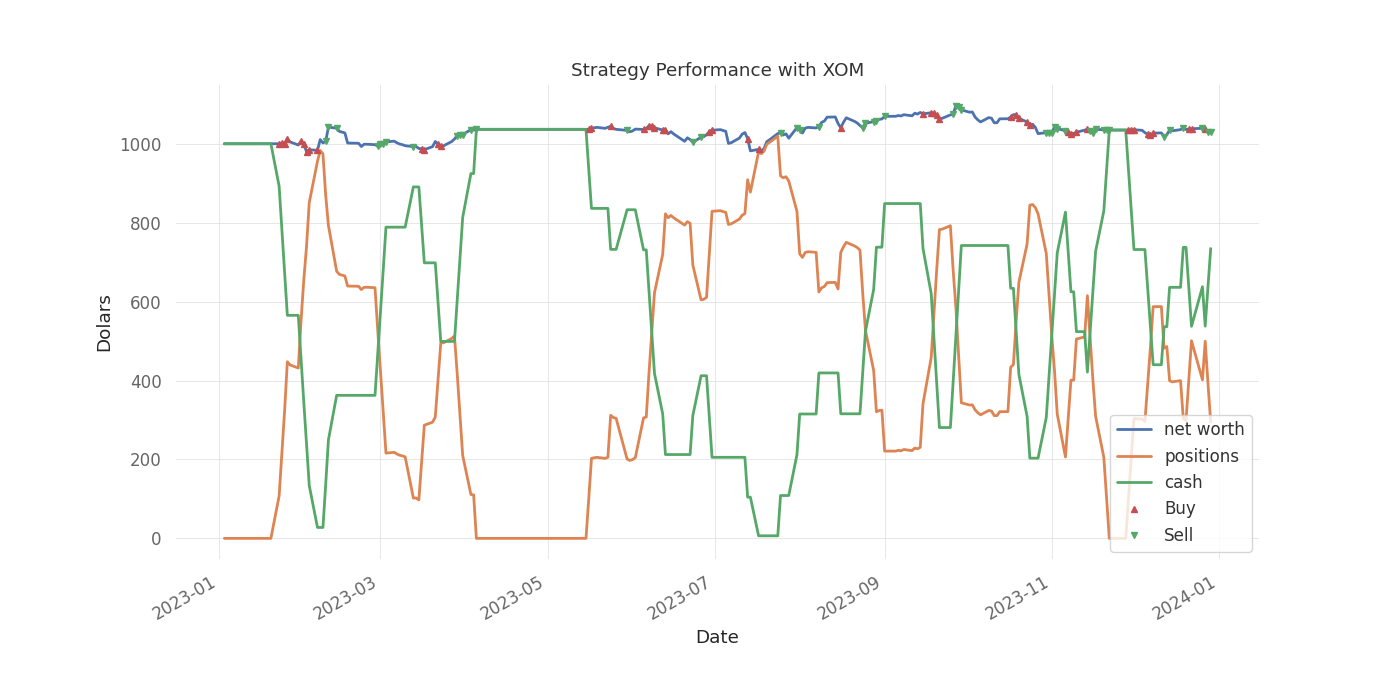 Strategy Performance with XOM
Dolars
1000
800
600
400
200
0
2023-01
2023-03
2023-05
2023-07
2023-09
2023-11
2024-01
Date
net worth
positions
cash
Buy
Sell